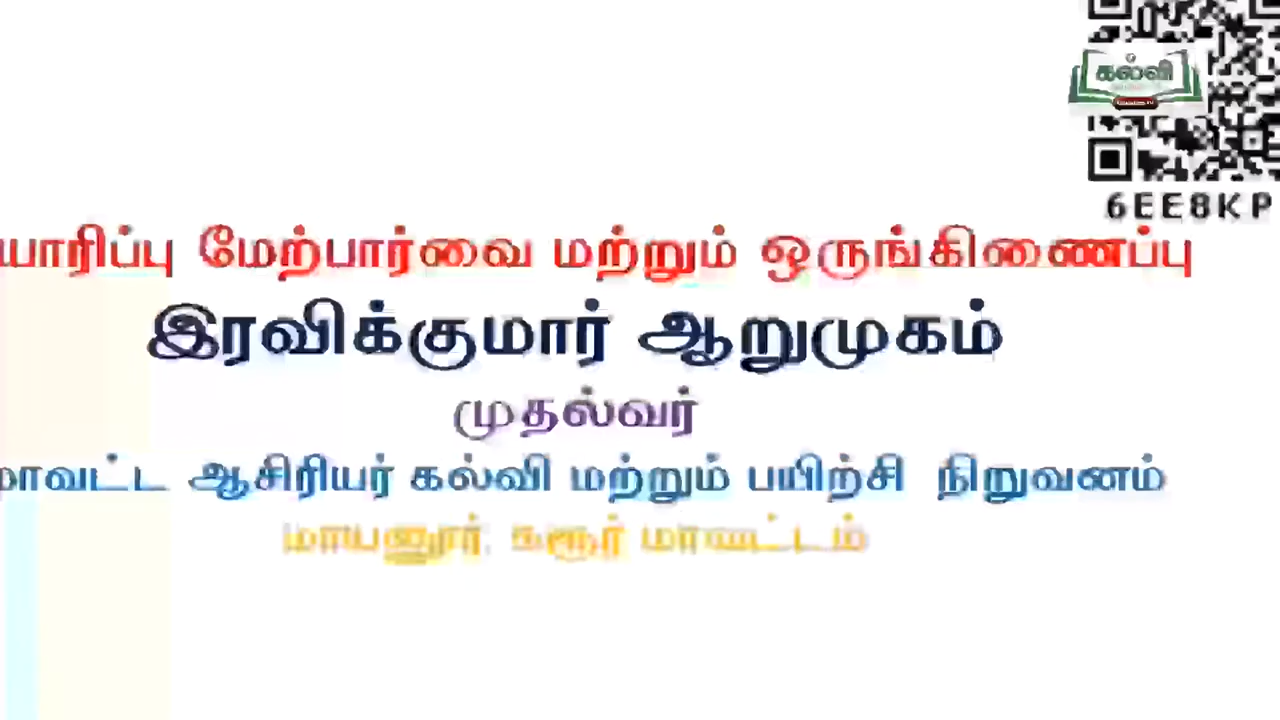 கல்வி
6EE8KP
யாரிப்பு மேற்பார்வை மற்றும் ஒருங்கிணைப்பு
இரவிக்குமார் ஆறுமுகம்
முதல்வர்
மாவட்ட ஆசிரியர் கல்வி மற்றும் பயிற்சி நிறுவனம்
மாயனூர், கரூர் மாவட்டம்